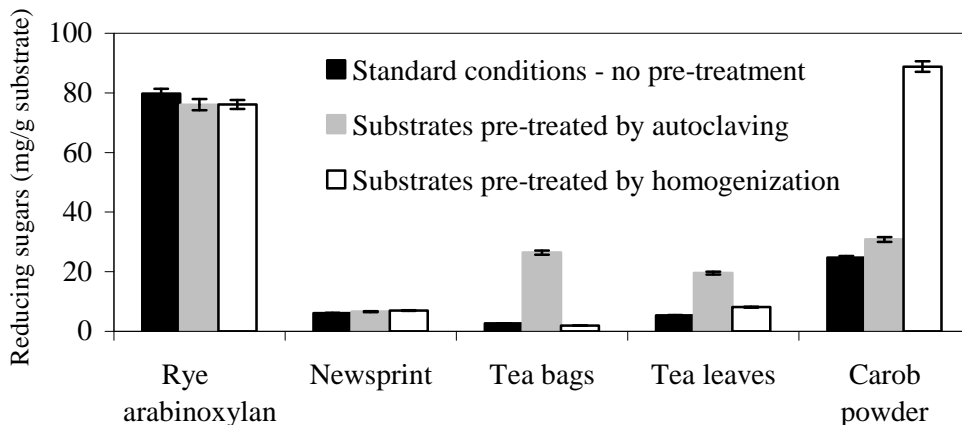 Reducing sugars (mg/g substrate)
100
80
60
40
20
0
Standard conditions - no pre-treatment
Substrates pre-treated by autoclaving
Substrates pre-treated by homogenization
Rye arabinoxylan
Newsprint
Tea bags
Tea leaves
Carob powder